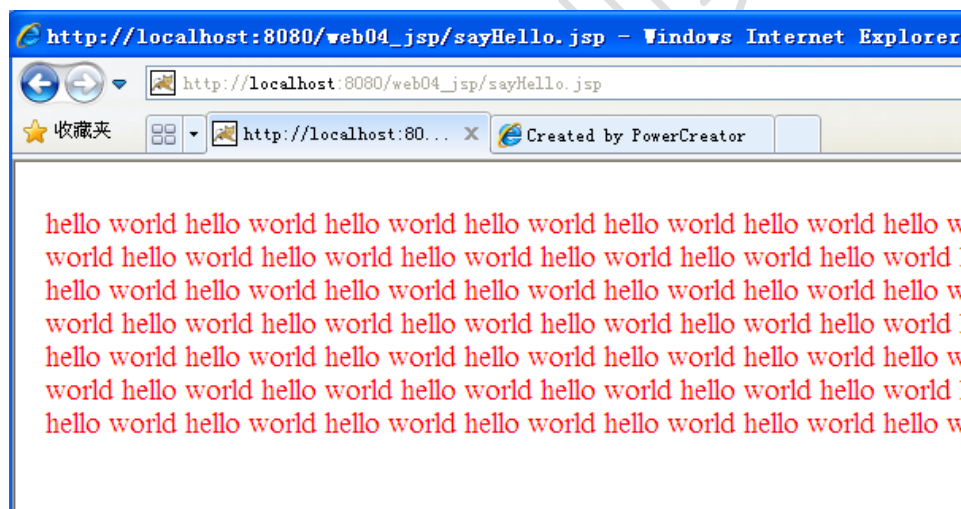 http://localhost:8080/web04_jsp/sayHello.jsp - Windows Internet Explorer
http://localhost:8080/web04_jsp/sayHello.jsp
收藏夹 http://localhost:80... Created by PowerCreator
hello world hello world hello world hello world hello world hello world hello
world hello world hello world hello world hello world hello world hello world
hello world hello world hello world hello world hello world hello world hello
world hello world hello world hello world hello world hello world hello world
hello world hello world hello world hello world hello world hello world hello
world hello world hello world hello world hello world hello world hello world
hello world hello world hello world hello world hello world hello world hello